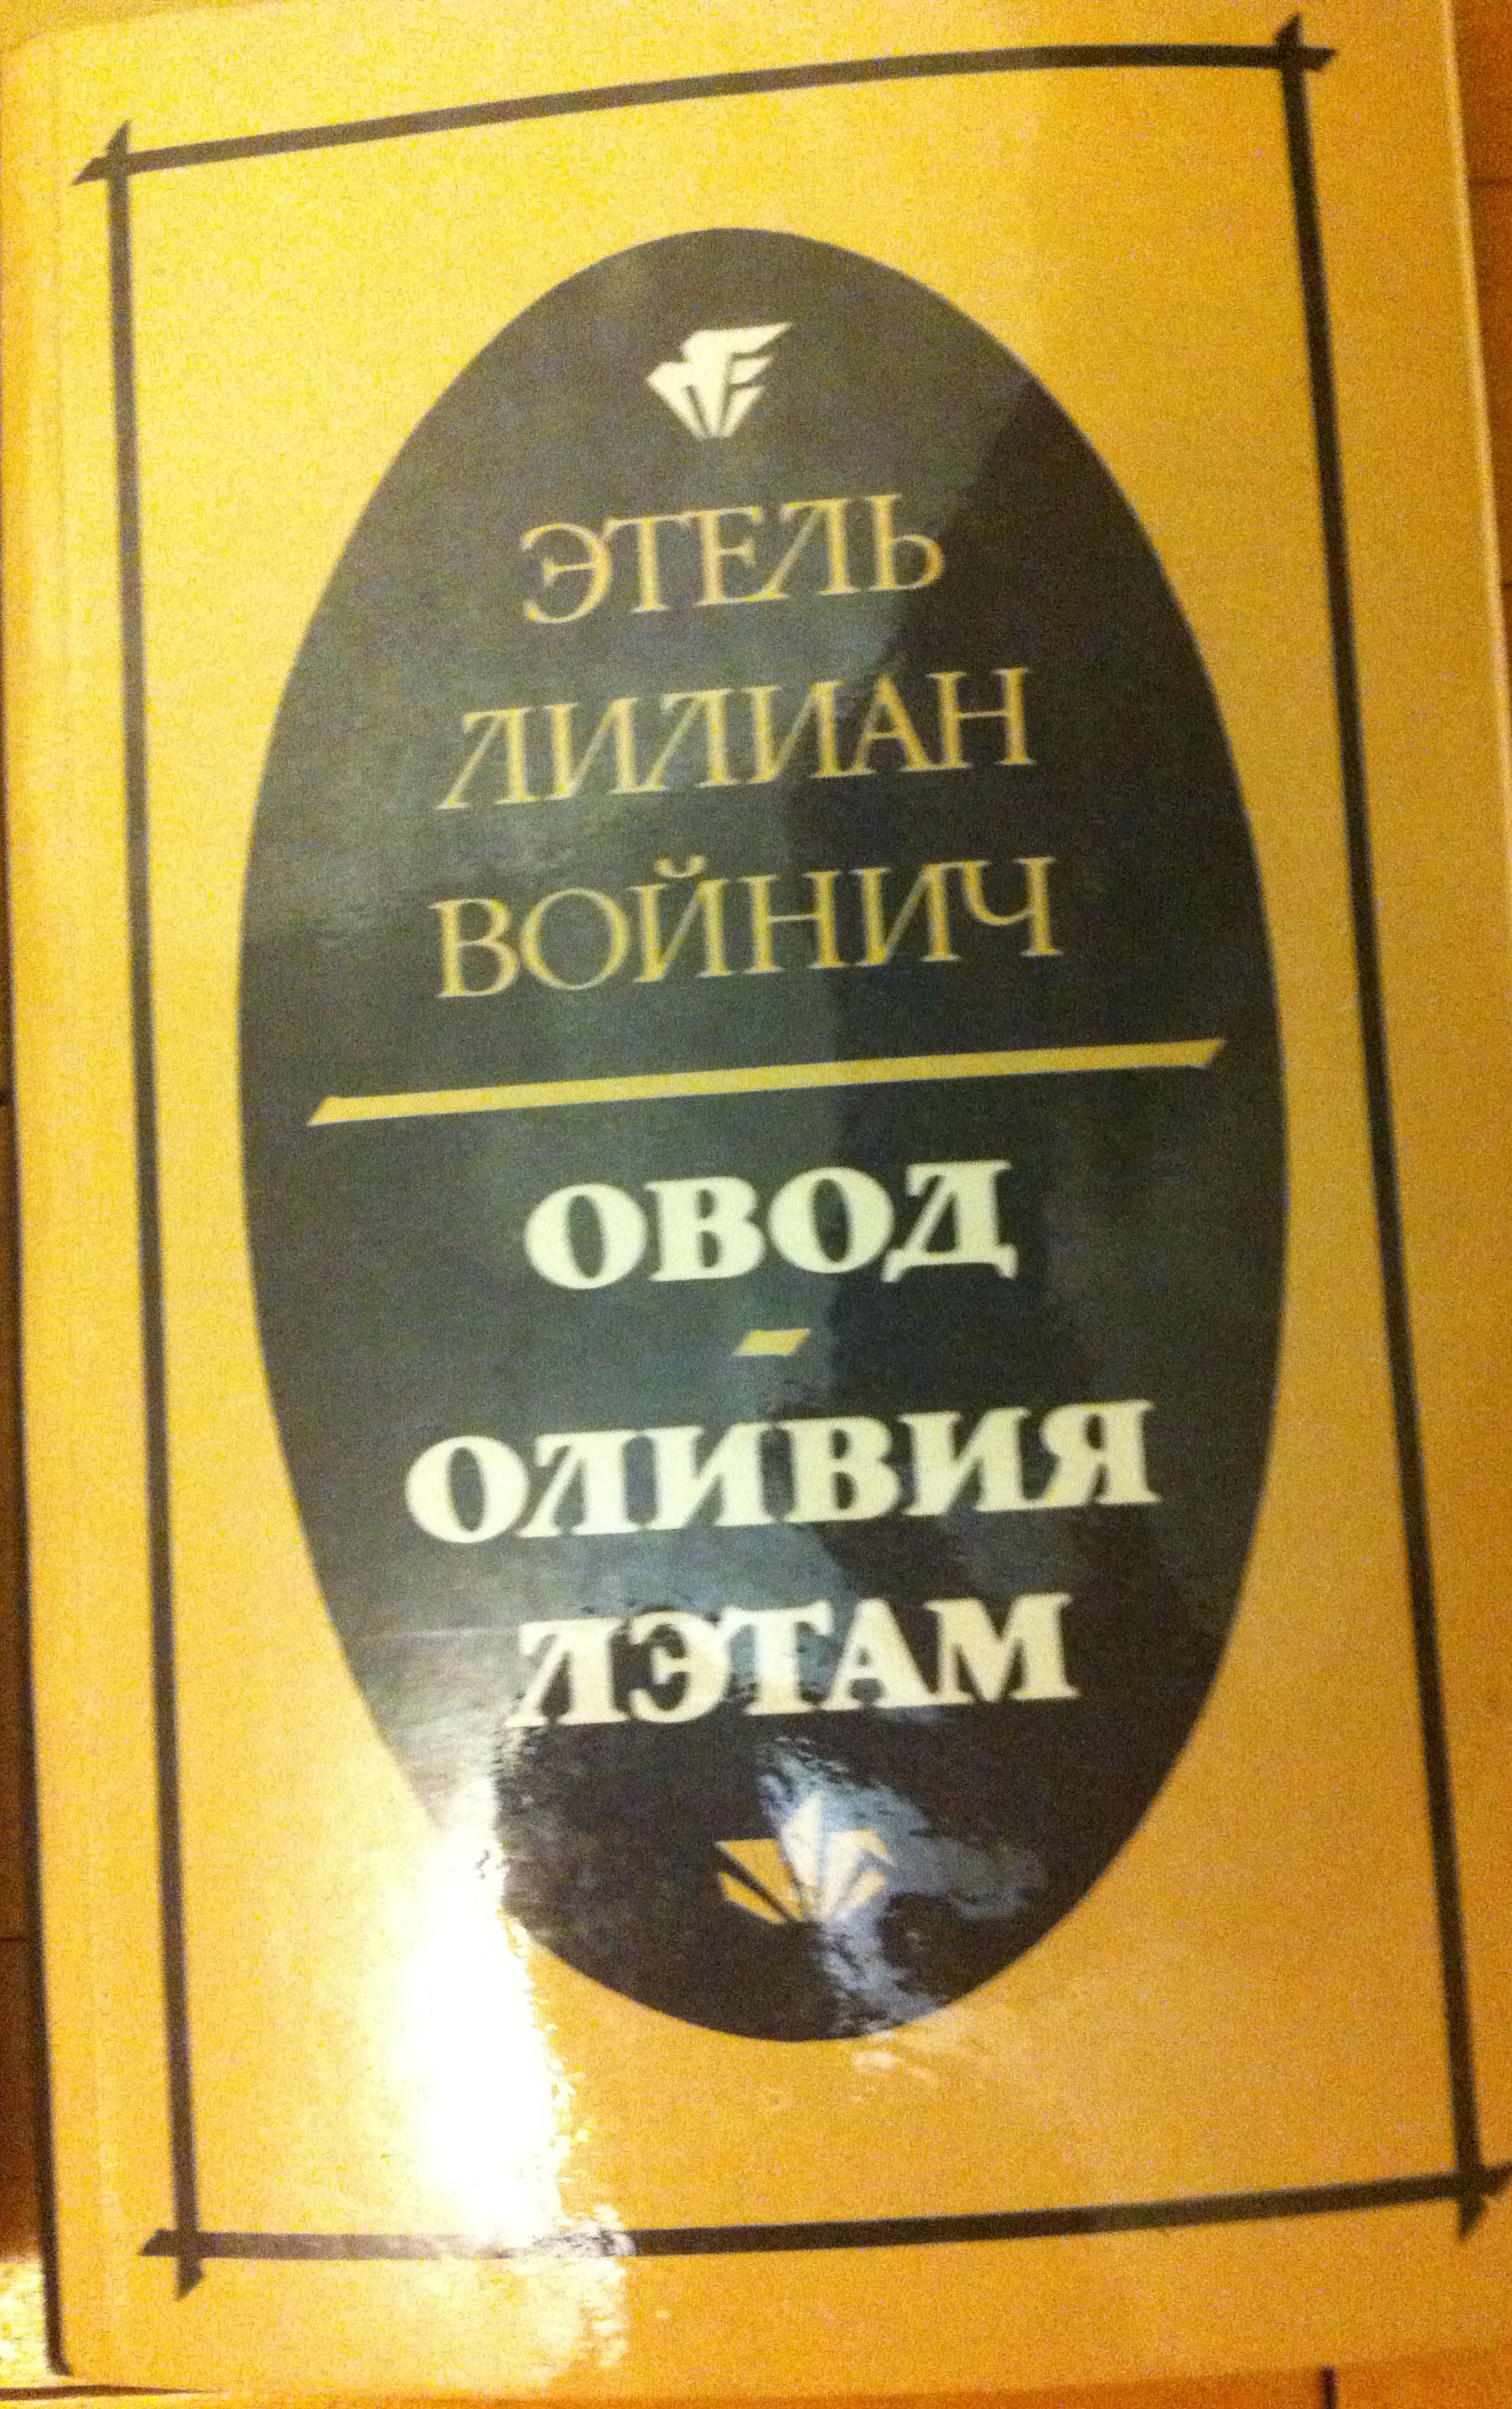 ЭТЕЛЬ
ЛИЛИАН
ВОЙНИЧ
ОВОД
-
ОЛИВИЯ
ЛЭТАМ